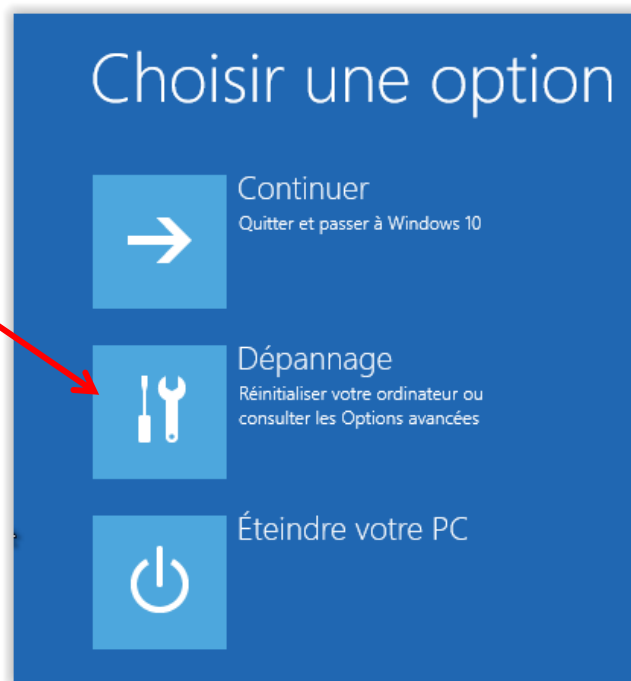 Choisir une option
Continuer
Quitter et passer à Windows 10
Dépannage
Réinitialiser votre ordinateur ou
consulter les Options avancées
Éteindre votre PC